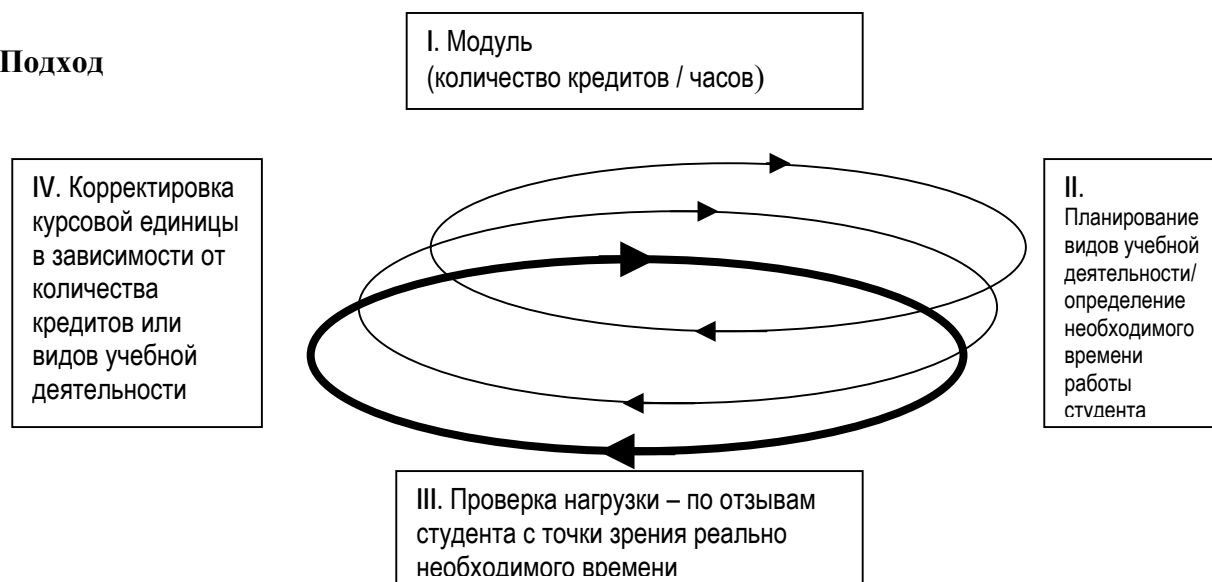 Подход
I. Модуль
(количество кредитов / часов)
IV. Корректировка
курсовой единицы
в зависимости от
количества
кредитов или
видов учебной
деятельности
II.
Планирование
видов учебной
деятельности/
определение
необходимого
времени
работы
студента
III. Проверка нагрузки – по отзывам
студента с точки зрения реально
необходимого времени